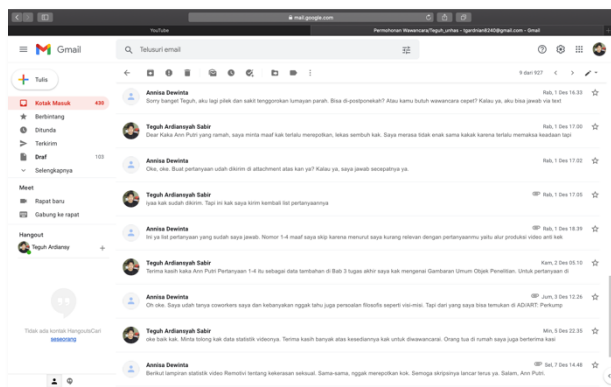 mail.google.com
YouTube
Permohonan Wawancara/Teguh_unhas - tgardrian6240@gmail.com - Gmail
Gmail
Telusuri email
Tulis
9 dari 927
Kotak Masuk 499
Berbintang
Ditunda
Terkirim
Draf 103
Selengkapnya
Meet
Rapat baru
Gabung ke rapat
Hangout
Teguh Ardiansy
Tidak ada kontak HangoutsCari
seseorang
Annisa Dewinta Rab, 1 Des 16.33
Sorry banget Teguh, aku lagi pilek dan sakit tenggorokan lumayan parah. Bisa di-postponekah? Atau kamu butuh wawancara cepet? Kalau ya, aku bisa jawab via text
Teguh Ardiansyah Sabir Rab, 1 Des 17.00
Dear Kaka Ann Putri yang ramah, saya minta maaf kak terlalu merepotkan, lekas sembuh kak. Saya merasa tidak enak sama kakak karena terlalu memaksa keadaan tapi
Annisa Dewinta Rab, 1 Des 17.02
Oke, oke. Bual pertanyaan udah dikirim di attachment atas kan ya? Kalau ya, saya jawab secepatnya ya.
Teguh Ardiansyah Sabir Rab, 1 Des 17.05
iyaa kak sudah dikirim. Tapi ini kak saya kirim kembali list pertanyaannya
Annisa Dewinta Rab, 1 Des 18.39
Ini ya list pertanyaan yang sudah saya jawab. Nomor 1-4 maaf saya skip karena menurut saya kurang relevan dengan pertanyaanmu yaitu alur produksi video anti kek
Teguh Ardiansyah Sabir Kam, 2 Des 05.10
Terima kasih kaka Ann Putri Pertanyaan 1-4 itu sebagai data tambahan di Bab 3 tugas akhir saya kak mengenai Gambaran Umum Objek Penelitian. Untuk pertanyaan di
Annisa Dewinta Jum, 3 Des 12.26
Oh oke. Saya udah tanya coworkers saya dan kebanyakan nggak tahu juga persoalan filosofis seperti visi-misi. Tapi dari yang saya bisa temukan di AD/ART: Perkump
Teguh Ardiansyah Sabir Min, 5 Des 22.35
oke baik kak. Minta tolong kak data statistik videonya. Terima kasih banyak atas kesediannya kak untuk diwawancarai. Orang tua di rumah saya juga berterima kasi
Annisa Dewinta Sel, 7 Des 14.48
Berikut lampiran statistik video Remotivi tentang kekerasan seksual. Sama-sama, nggak merepotkan kok. Semoga skripsinya lancar terus ya. Salam, Ann Putri.